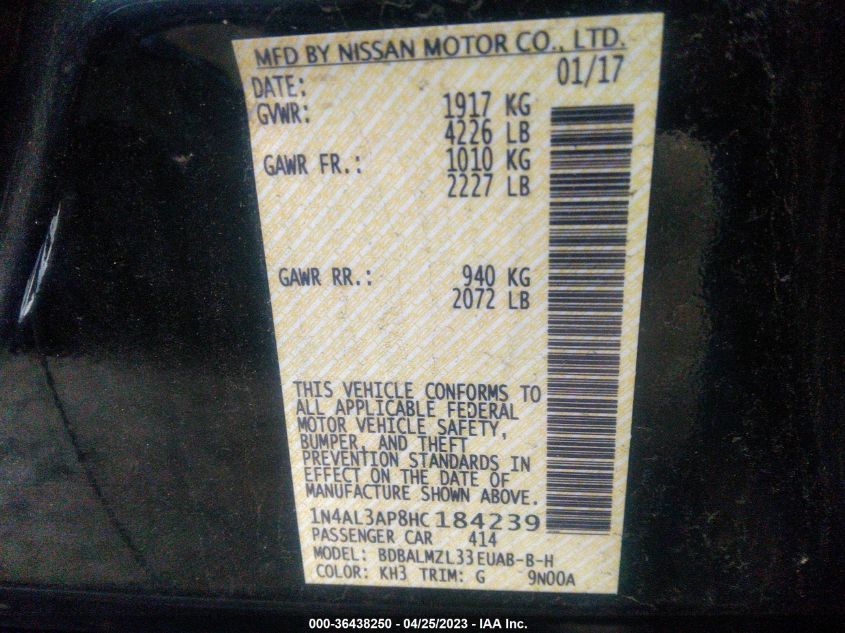 MFD BY NISSAN MOTOR CO., LTD.
DATE: 01/17
GVWR: 1917 KG
4226 LB
GAWR FR.: 1010 KG
2227 LB
GAWR RR.: 940 KG
2072 LB
THIS VEHICLE CONFORMS TO
ALL APPLICABLE FEDERAL
MOTOR VEHICLE SAFETY,
BUMPER, AND THEFT
PREVENTION STANDARDS IN
EFFECT ON THE DATE OF
MANUFACTURE SHOWN ABOVE.
1N4AL3AP8HC184239
PASSENGER CAR 414
MODEL: BDBALMZL33EUAB-B-H
COLOR: KH3 TRIM: G 9N00A
000-36438250 - 04/25/2023 - IAA Inc.